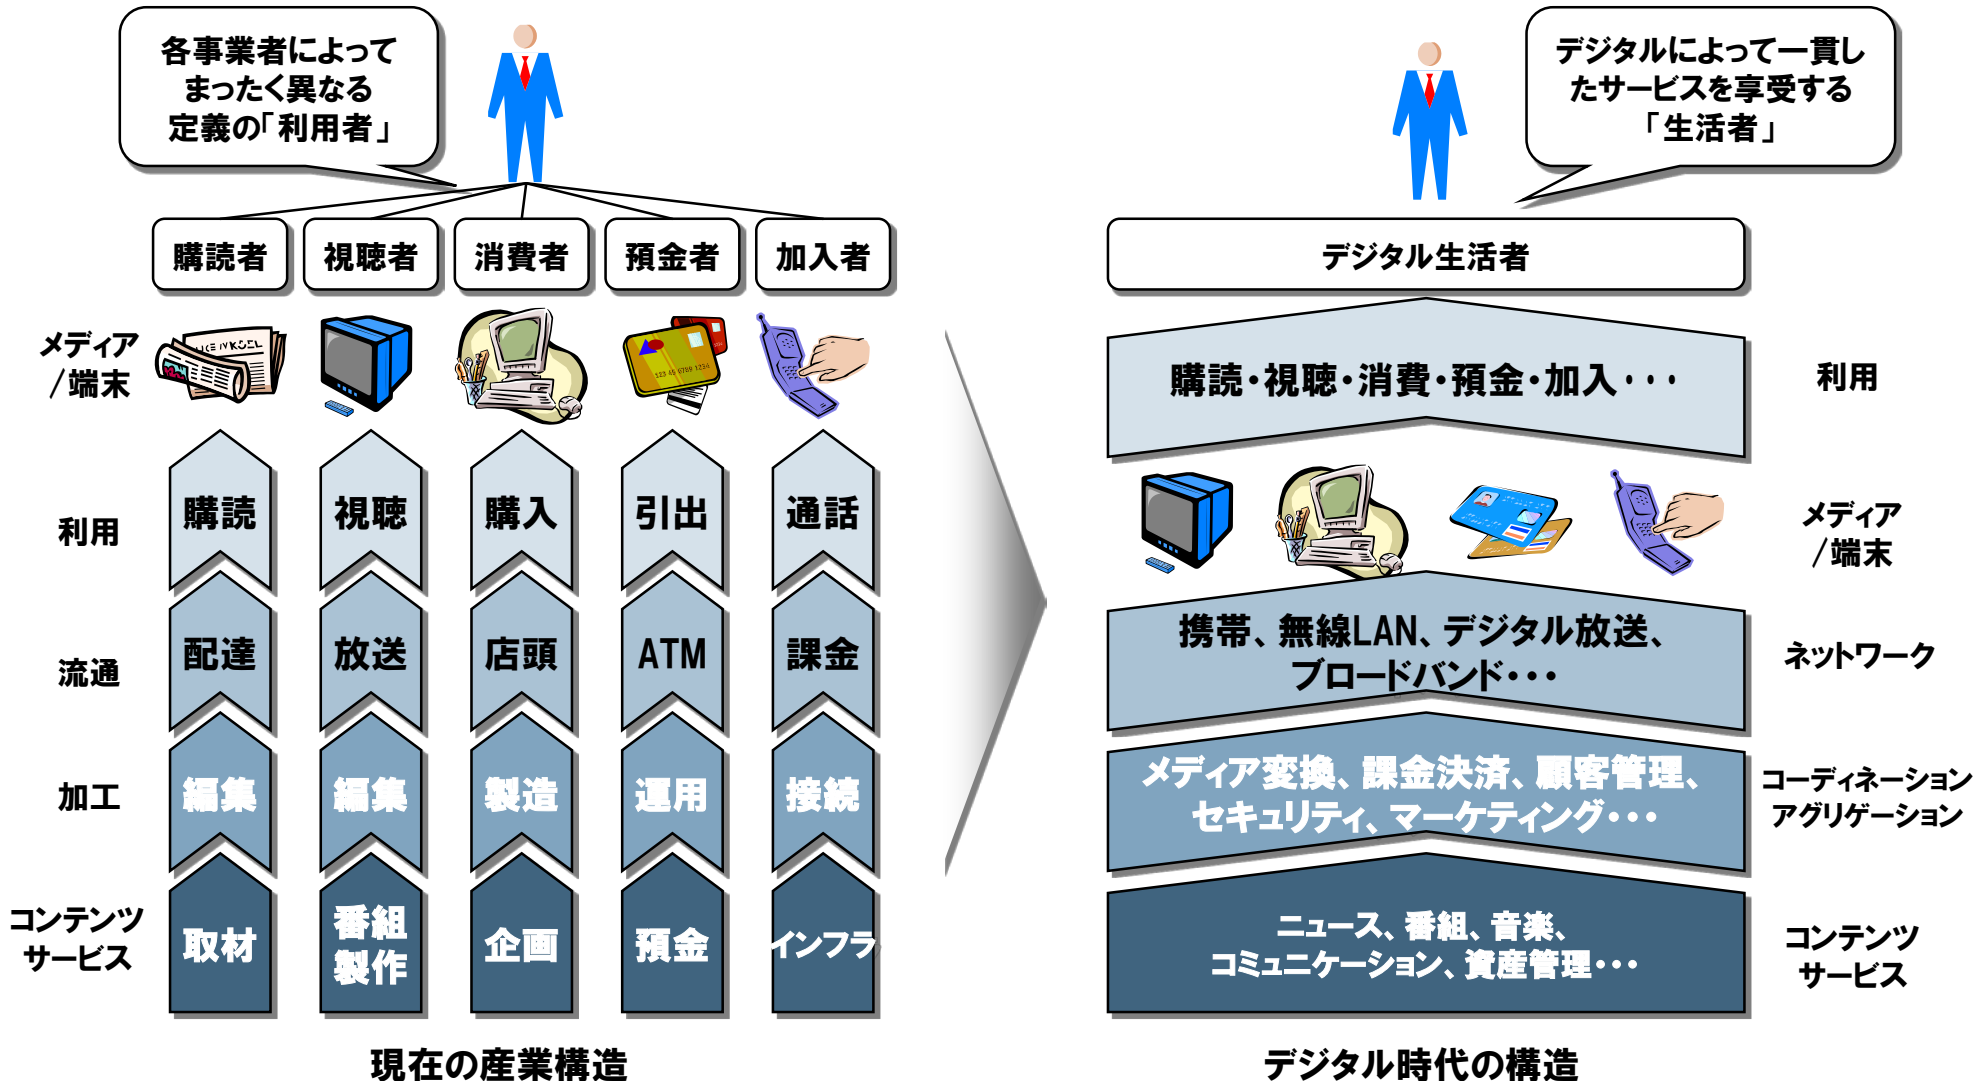 各事業者によって
まったく異なる
定義の「利用者」
デジタルによって一貫し
たサービスを享受する
「生活者」
購読者
視聴者
消費者
預金者
加入者
デジタル生活者
メディア
/端末
購読・視聴・消費・預金・加入・・・
利用
利用
購読
視聴
購入
引出
通話
メディア
/端末
流通
配達
放送
店頭
ATM
課金
携帯、無線LAN、デジタル放送、
ブロードバンド・・・
ネットワーク
加工
編集
編集
製造
運用
接続
メディア変換、課金決済、顧客管理、
セキュリティ、マーケティング・・・
コーディネーション
アグリゲーション
コンテンツ
サービス
取材
番組
製作
企画
預金
インフラ
ニュース、番組、音楽、
コミュニケーション、資産管理・・・
コンテンツ
サービス
現在の産業構造
デジタル時代の構造